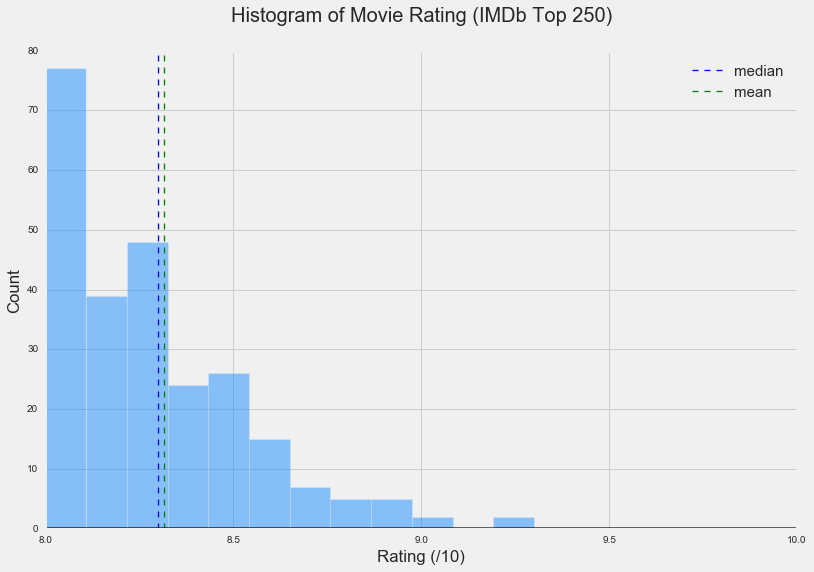 Histogram of Movie Rating (IMDb Top 250)
80
70
60
50
40
30
20
10
0
Count
median
mean
8.0 8.5 9.0 9.5 10.0
Rating (/10)